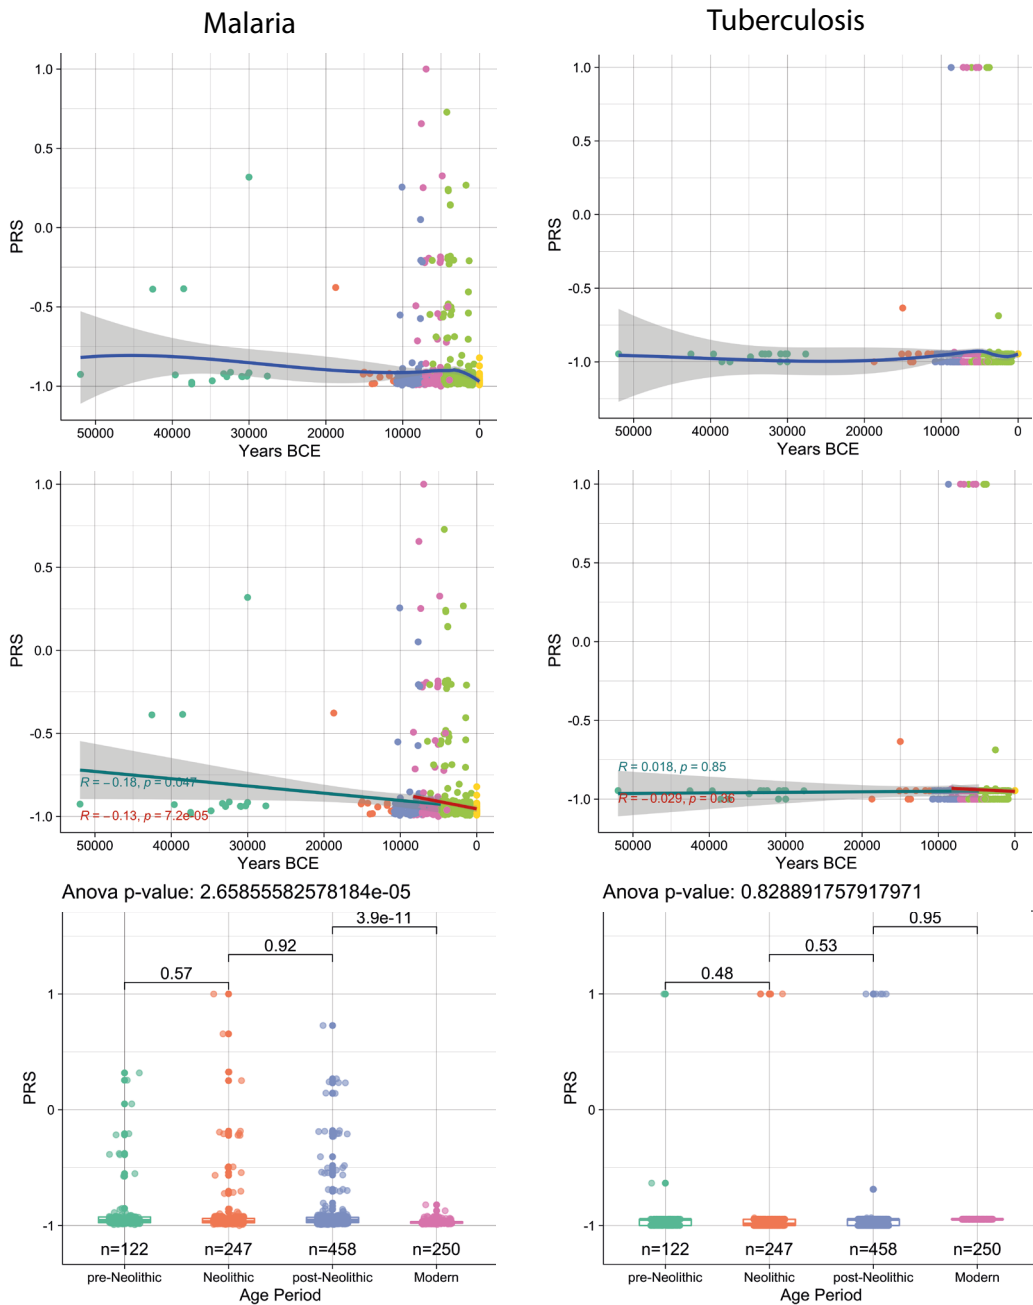 Malaria
Tuberculosis
1.0
0.5
0.0
-0.5
-1.0
PRS
50000 40000 30000 20000 10000 0
Years BCE
1.0
0.5
0.0
-0.5
-1.0
PRS
50000 40000 30000 20000 10000 0
Years BCE
1.0
0.5
0.0
-0.5
-1.0
PRS
R = −0.18, p = 0.047
R = −0.13, p = 7.2e−05
50000 40000 30000 20000 10000 0
Years BCE
1.0
0.5
0.0
-0.5
-1.0
PRS
R = 0.018, p = 0.85
R = −0.029, p = 0.36
50000 40000 30000 20000 10000 0
Years BCE
Anova p-value: 2.65855582578184e-05
3.9e-11
0.92
0.57
1
0
-1
PRS
n=122 n=247 n=458 n=250
pre-Neolithic Neolithic post-Neolithic Modern
Age Period
Anova p-value: 0.828891757917971
0.95
0.53
0.48
1
0
-1
PRS
n=122 n=247 n=458 n=250
pre-Neolithic Neolithic post-Neolithic Modern
Age Period